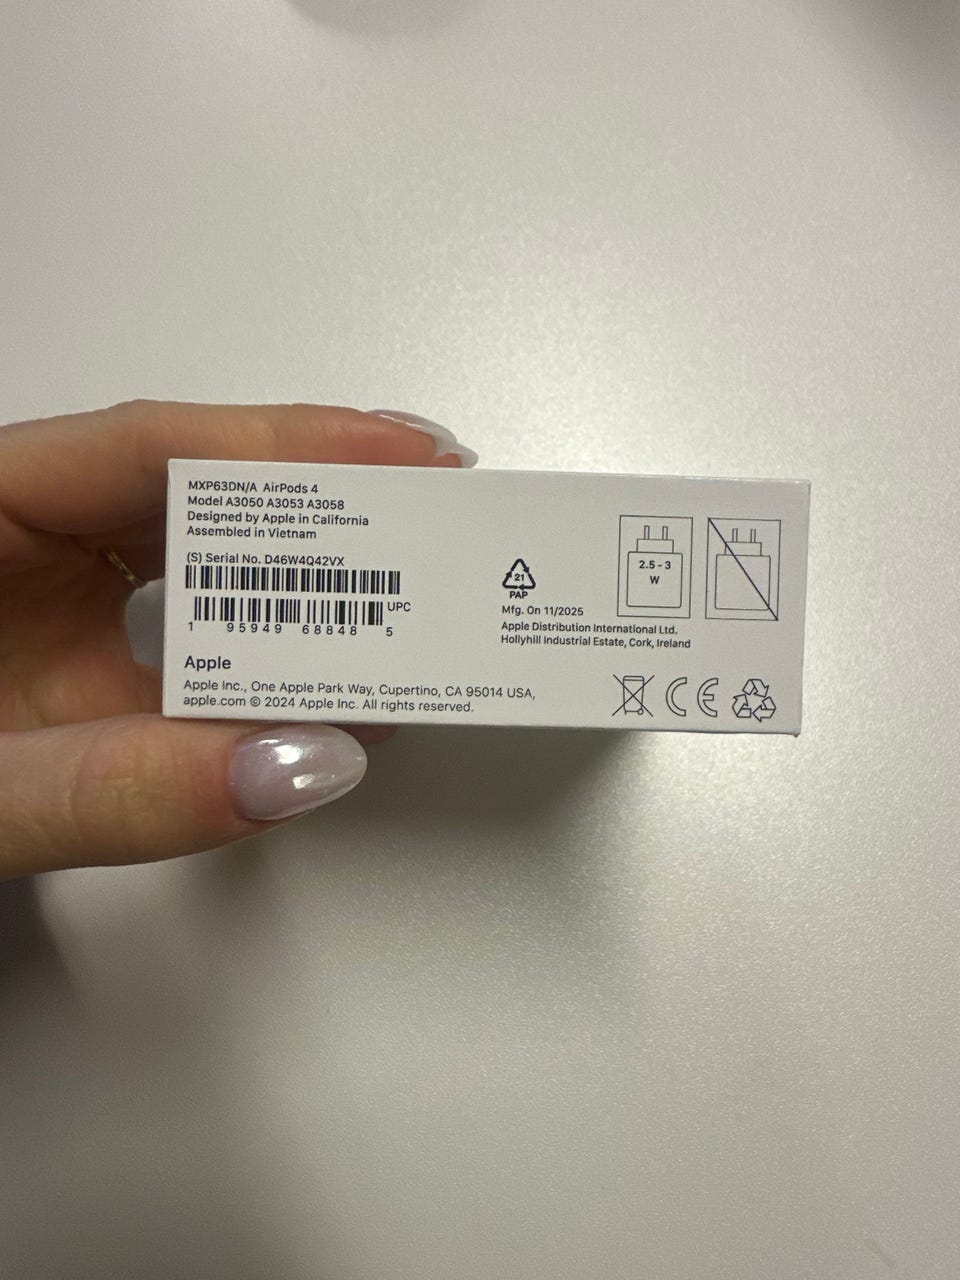 MXP63DN/A AirPods 4
Model A3050 A3053 A3058
Designed by Apple in California
Assembled in Vietnam
(S) Serial No. D46W4Q42VX
UPC
1 95949 68848 5
Apple
Apple Inc., One Apple Park Way, Cupertino, CA 95014 USA,
apple.com © 2024 Apple Inc. All rights reserved.
21
PAP
Mfg. On 11/2025
Apple Distribution International Ltd.
Hollyhill Industrial Estate, Cork, Ireland
2.5 - 3
W
CE